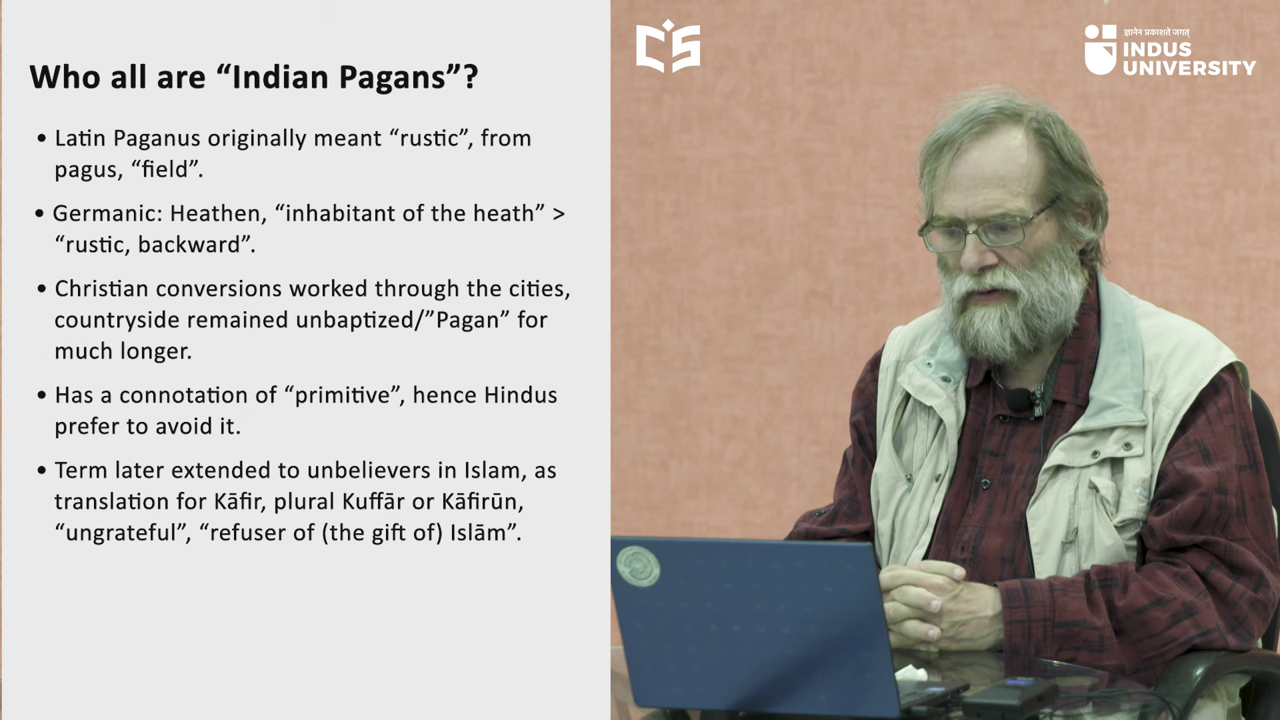 Who all are “Indian Pagans”?
• Latin Paganus originally meant “rustic”, from
pagus, “field”.
• Germanic: Heathen, “inhabitant of the heath” >
“rustic, backward”.
• Christian conversions worked through the cities,
countryside remained unbaptized/”Pagan” for
much longer.
• Has a connotation of “primitive”, hence Hindus
prefer to avoid it.
• Term later extended to unbelievers in Islam, as
translation for Kāfir, plural Kuffār or Kāfirūn,
“ungrateful”, “refuser of (the gift of) Islām”.
CIS
ज्ञानेन प्रकाशते जगत्
INDUS
UNIVERSITY